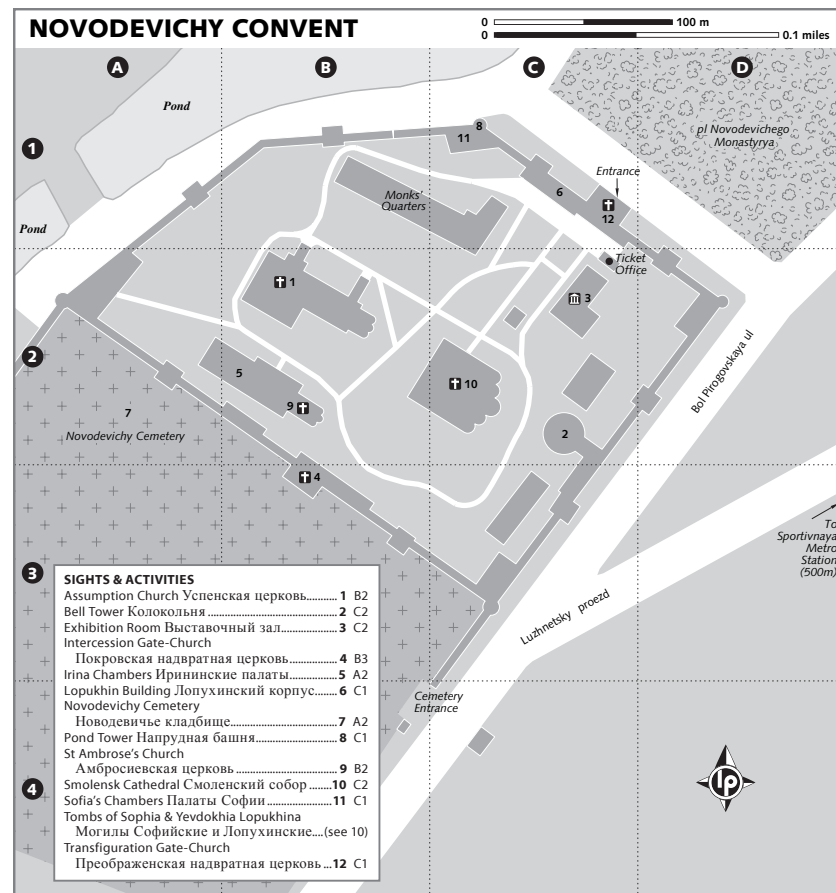 NOVODEVICHY CONVENT
0 100 m
0 0.1 miles
A B C D
Pond
1
8
11
pl Novodevichego
Monastyrya
Entrance
Monks'
Quarters
6
12
Pond
Ticket
Office
1
3
2
Bol Pirogovskaya ul
5
10
9
7
2
Novodevichy Cemetery
4
To
Sportivnaya
Metro
Station
(500m)
3
Luzhnetsky proezd
Cemetery
Entrance
4
lp
SIGHTS & ACTIVITIES
Assumption Church Успенская церковь...........1 B2
Bell Tower Колокольня................................2 C2
Exhibition Room Выставочный зал................3 C2
Intercession Gate-Church
Покровская надвратная церковь................4 B3
Irina Chambers Ирининские палаты..............5 A2
Lopukhin Building Лопухинский корпус.......6 C1
Novodevichy Cemetery
Новодевичье кладбище............................7 A2
Pond Tower Напрудная башня......................8 C1
St Ambrose's Church
Амбросиевская церковь...........................9 B2
Smolensk Cathedral Смоленский собор........10 C2
Sofia's Chambers Палаты Софии..................11 C1
Tombs of Sophia & Yevdokhia Lopukhina
Могилы Софийские и Лопухинские....(see 10)
Transfiguration Gate-Church
Преображенская надвратная церковь...12 C1